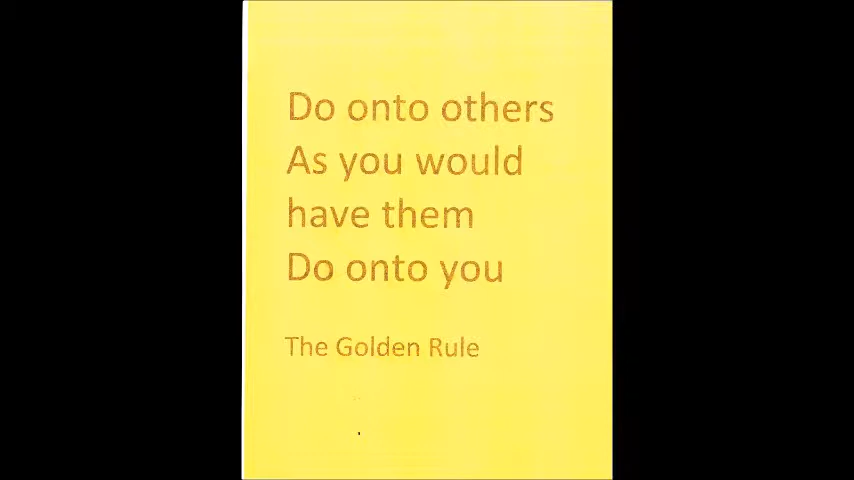 Do onto others
As you would
have them
Do onto you
The Golden Rule